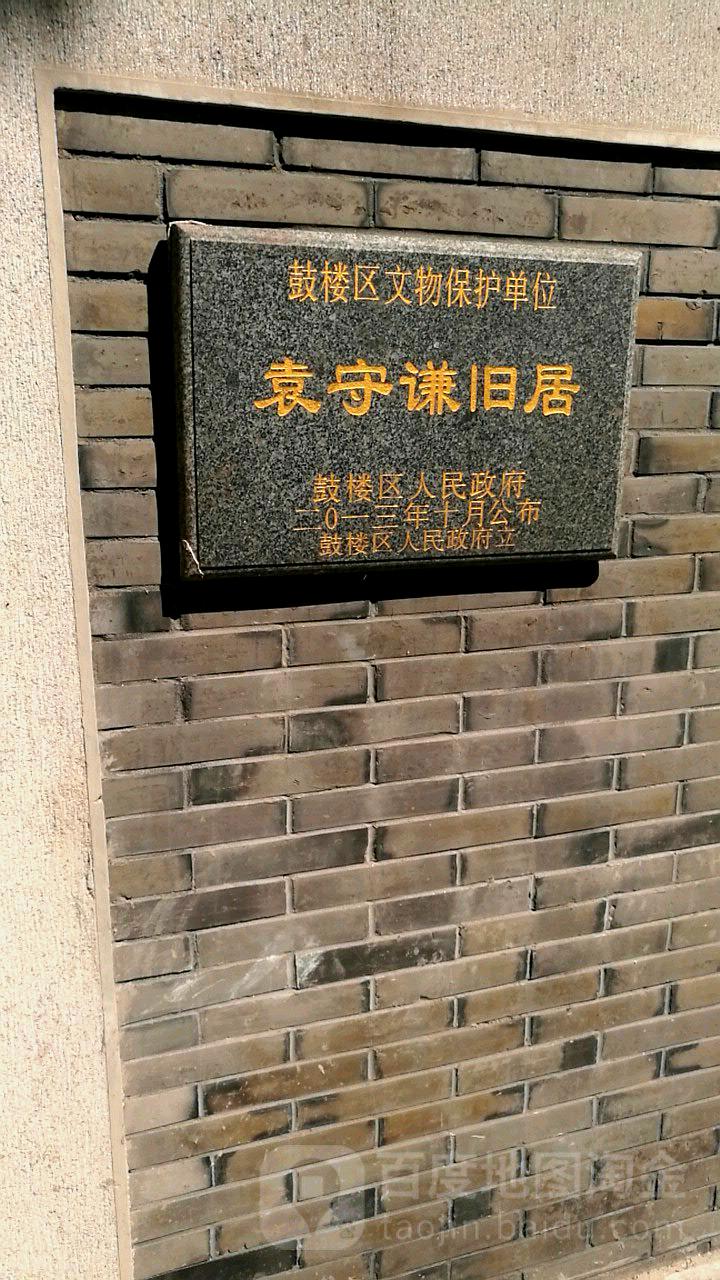 鼓楼区文物保护单位
袁守谦旧居
鼓楼区人民政府
二0一三年十月公布
鼓楼区人民政府立
百度地图淘金
taojin.baidu.com